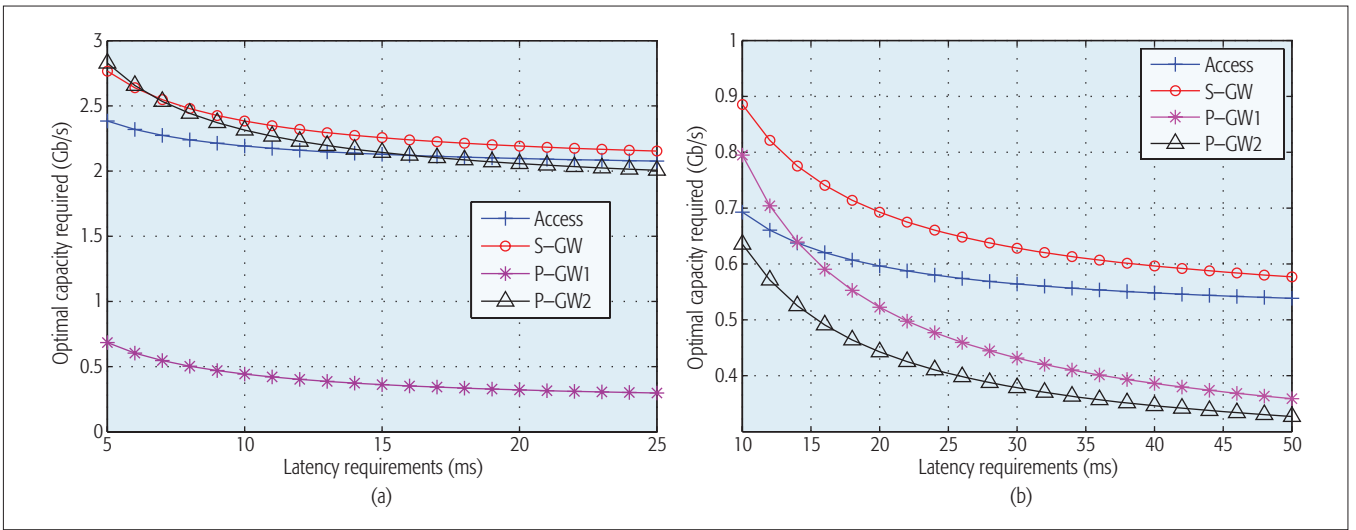 3
2.5
2
1.5
1
0.5
0
Optimal capacity required (Gb/s)
Access
S–GW
P–GW1
P–GW2
5
10
15
20
25
Latency requirements (ms)
(a)
1
0.9
0.8
0.7
0.6
0.5
0.4
Optimal capacity required (Gb/s)
Access
S–GW
P–GW1
P–GW2
10
15
20
25
30
35
40
45
50
Latency requirements (ms)
(b)